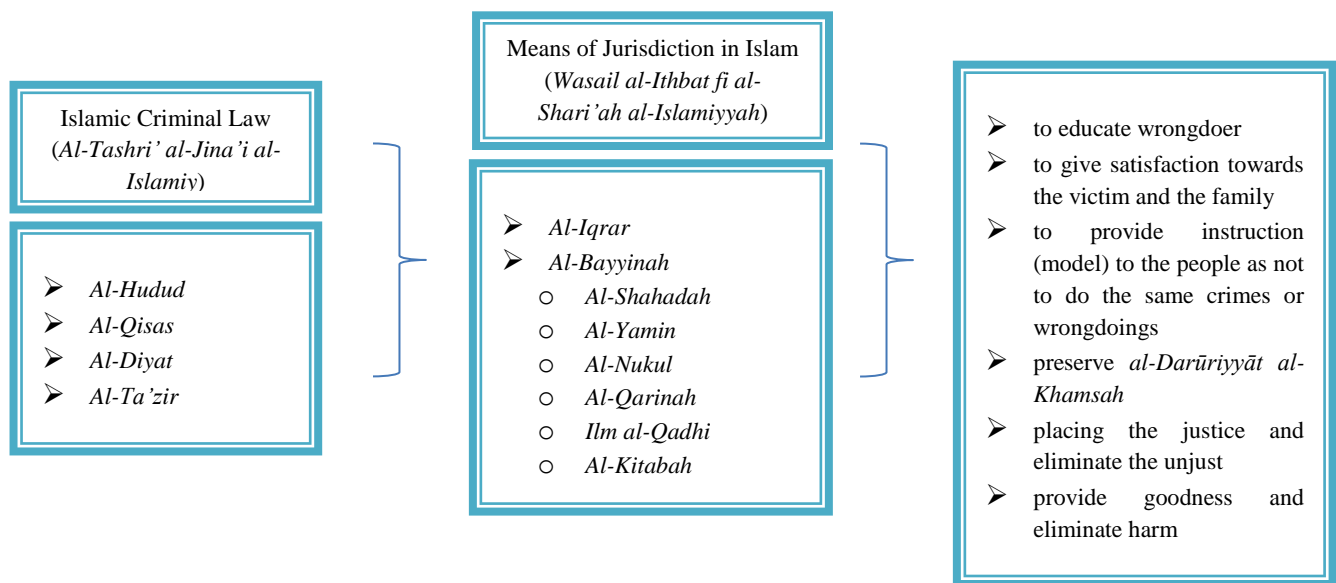 Islamic Criminal Law
(Al-Tashri’ al-Jina’i al-
Islamiy)
➢ Al-Hudud
➢ Al-Qisas
➢ Al-Diyat
➢ Al-Ta’zir
Means of Jurisdiction in Islam
(Wasail al-Ithbat fi al-
Shari’ah al-Islamiyyah)
➢ Al-Iqrar
➢ Al-Bayyinah
o Al-Shahadah
o Al-Yamin
o Al-Nukul
o Al-Qarinah
o Ilm al-Qadhi
o Al-Kitabah
➢ to educate wrongdoer
➢ to give satisfaction towards
the victim and the family
➢ to provide instruction
(model) to the people as not
to do the same crimes or
wrongdoings
➢ preserve al-Darūriyyāt al-
Khamsah
➢ placing the justice and
eliminate the unjust
➢ provide goodness and
eliminate harm